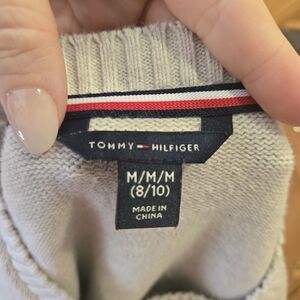 TOMMY HILFIGER
M/M/M
(8/10)
MADE IN
CHINA